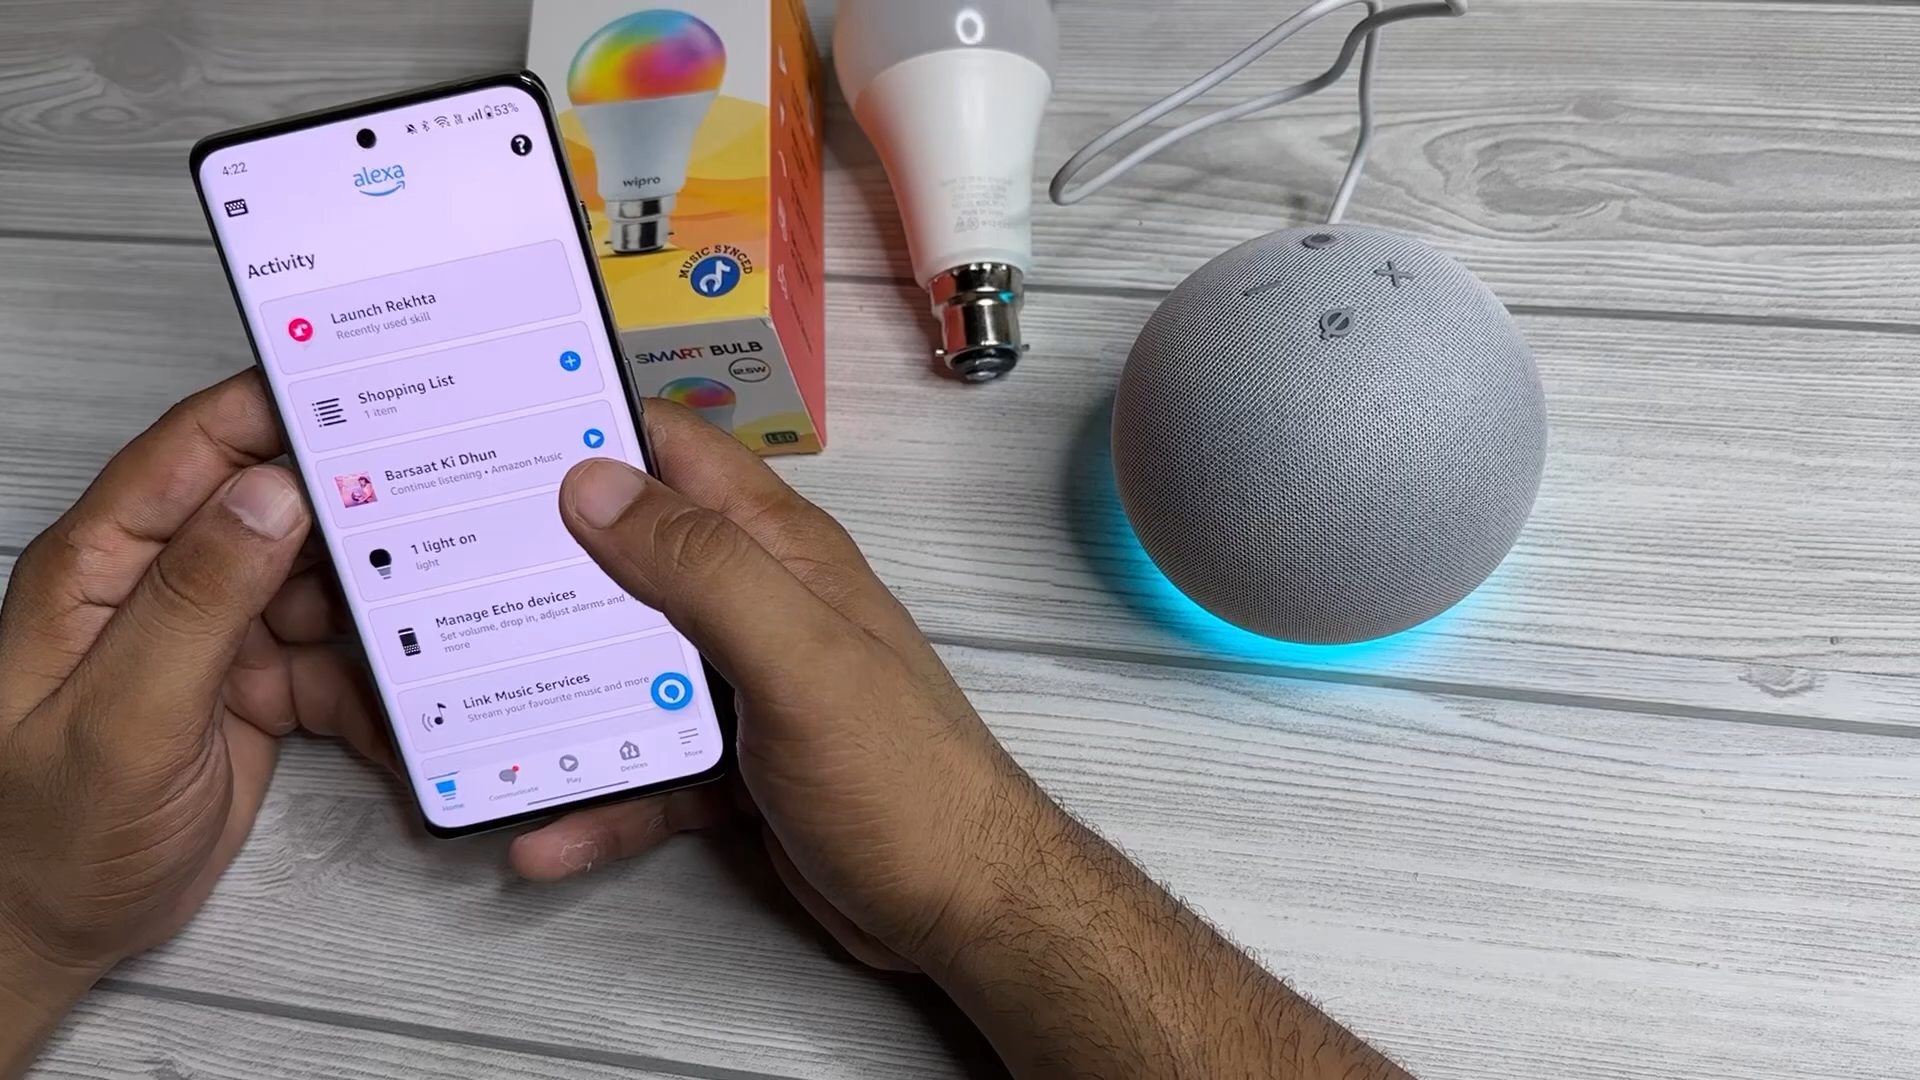 4:22
53%
alexa
?
Activity
Launch Rekhta
Recently used skill
Shopping List
1 item
Barsaat Ki Dhun
Continue listening • Amazon Music
1 light on
light
Manage Echo devices
Set volume, drop in, adjust alarms and
more
Link Music Services
Stream your favourite music and more
Home
Communicate
Play
Devices
More
wipro
MUSIC SYNCED
SMART BULB
12.5W
LED